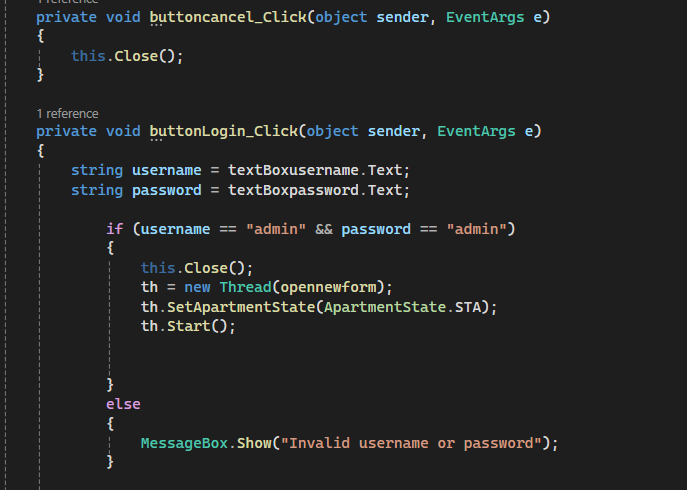 1 reference
private void buttoncancel_Click(object sender, EventArgs e)
{
this.Close();
}
1 reference
private void buttonLogin_Click(object sender, EventArgs e)
{
string username = textBoxusername.Text;
string password = textBoxpassword.Text;
if (username == "admin" && password == "admin")
{
this.Close();
th = new Thread(opennewform);
th.SetApartmentState(ApartmentState.STA);
th.Start();
}
else
{
MessageBox.Show("Invalid username or password");
}